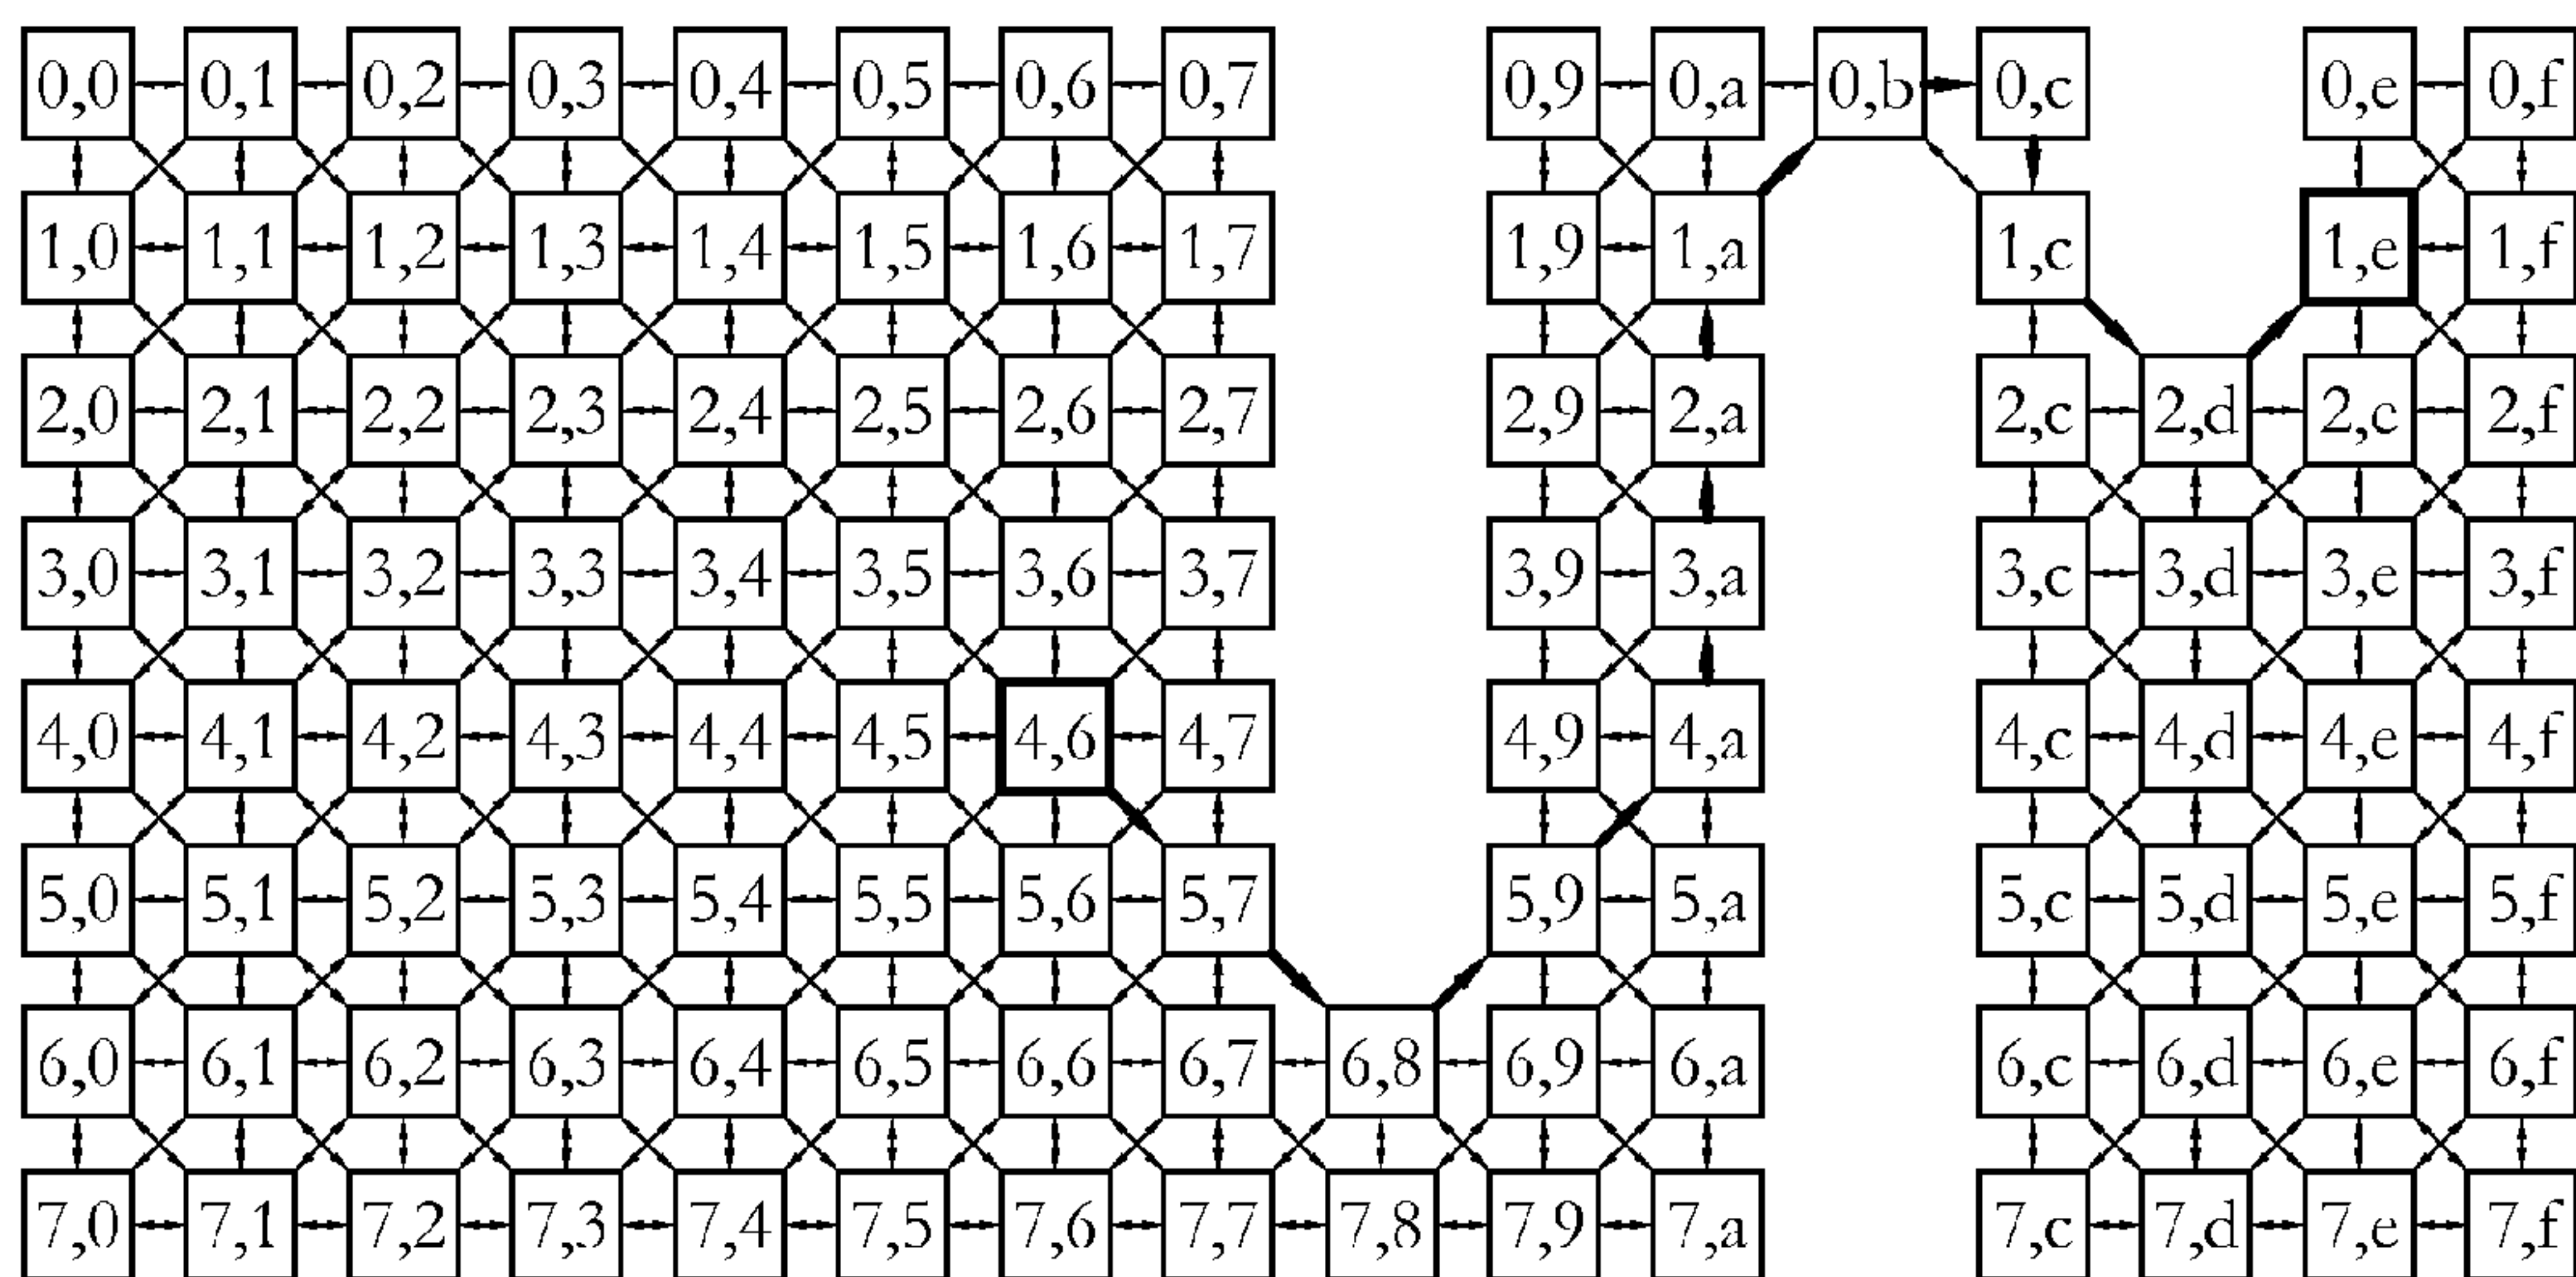 0,0 0,1 0,2 0,3 0,4 0,5 0,6 0,7 0,9 0,a 0,b 0,c 0,e 0,f
1,0 1,1 1,2 1,3 1,4 1,5 1,6 1,7 1,9 1,a 1,c 1,e 1,f
2,0 2,1 2,2 2,3 2,4 2,5 2,6 2,7 2,9 2,a 2,c 2,d 2,c 2,f
3,0 3,1 3,2 3,3 3,4 3,5 3,6 3,7 3,9 3,a 3,c 3,d 3,e 3,f
4,0 4,1 4,2 4,3 4,4 4,5 4,6 4,7 4,9 4,a 4,c 4,d 4,e 4,f
5,0 5,1 5,2 5,3 5,4 5,5 5,6 5,7 5,9 5,a 5,c 5,d 5,e 5,f
6,0 6,1 6,2 6,3 6,4 6,5 6,6 6,7 6,8 6,9 6,a 6,c 6,d 6,e 6,f
7,0 7,1 7,2 7,3 7,4 7,5 7,6 7,7 7,8 7,9 7,a 7,c 7,d 7,e 7,f